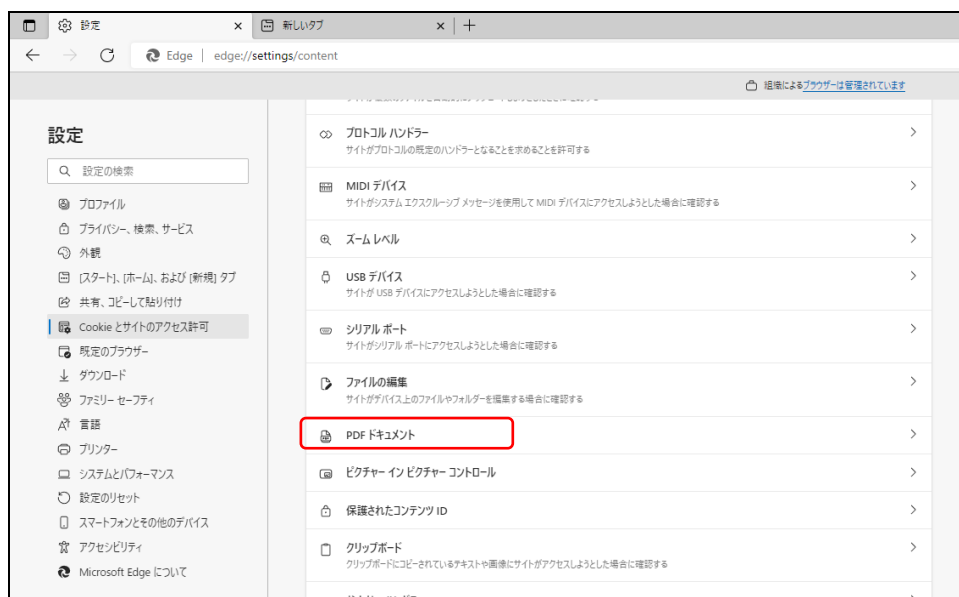 設定
新しいタブ
Edge
edge://settings/content
組織によるブラウザーは管理されています
設定
設定の検索
プロファイル
プライバシー、検索、サービス
外観
[スタート]、[ホーム]、および [新規] タブ
共有、コピーして貼り付け
Cookie とサイトのアクセス許可
既定のブラウザー
ダウンロード
ファミリー セーフティ
言語
プリンター
システムとパフォーマンス
設定のリセット
スマートフォンとその他のデバイス
アクセシビリティ
Microsoft Edge について
プロトコル ハンドラー
サイトがプロトコルの既定のハンドラーとなることを求めることを許可する
MIDI デバイス
サイトがシステム エクスクルーシブ メッセージを使用して MIDI デバイスにアクセスしようとした場合に確認する
ズーム レベル
USB デバイス
サイトが USB デバイスにアクセスしようとした場合に確認する
シリアル ポート
サイトがシリアル ポートにアクセスしようとした場合に確認する
ファイルの編集
サイトがデバイス上のファイルやフォルダーを編集する場合に確認する
PDF ドキュメント
ピクチャー イン ピクチャー コントロール
保護されたコンテンツ ID
クリップボード
クリップボードにコピーされているテキストや画像にサイトがアクセスしようとした場合に確認する